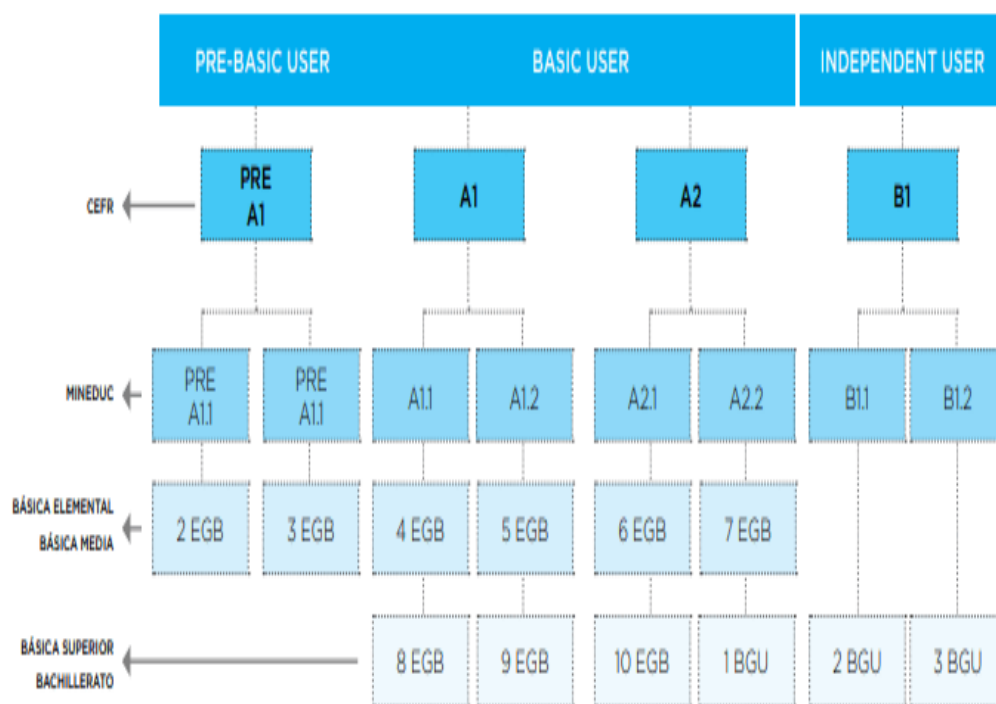 PRE-BASIC USER
BASIC USER
INDEPENDENT USER
CEFR
PRE
A1
A1
A2
B1
MINEDUC
PRE
A1.1
PRE
A1.1
A1.1
A1.2
A2.1
A2.2
B1.1
B1.2
BÁSICA ELEMENTAL
BÁSICA MEDIA
2 EGB
3 EGB
4 EGB
5 EGB
6 EGB
7 EGB
BÁSICA SUPERIOR
BACHILLERATO
8 EGB
9 EGB
10 EGB
1 BGU
2 BGU
3 BGU